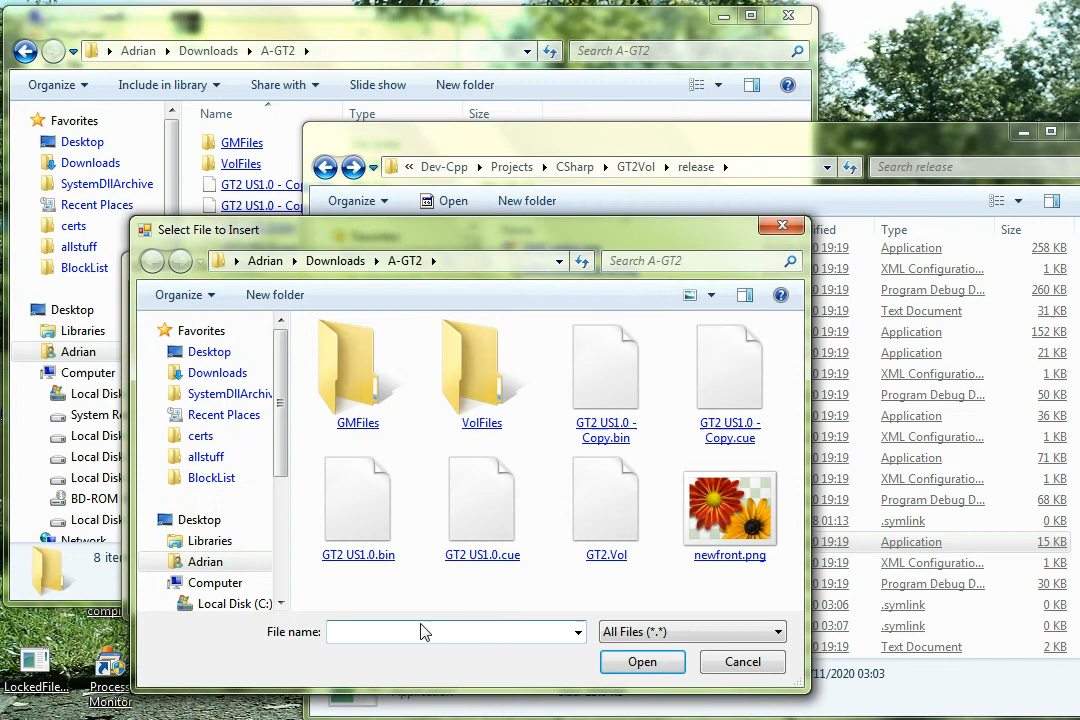 Adrian Downloads A-GT2
Search A-GT2
Organize Include in library Share with Slide show New folder
Name Type Size
Favorites
Desktop
Downloads
SystemDllArchive
Recent Places
certs
allstuff
BlockList
Desktop
Libraries
Adrian
Computer
Local Disk
System Re
Local Disk
Local Disk
Local Disk
BD-ROM
Local Disk
Network
8 iten
GMFiles
VolFiles
GT2 US1.0 - Co
GT2 US1.0 - Co
« Dev-Cpp Projects CSharp GT2Vol release
Search release
Organize Open New folder
ified Type Size
0 19:19 Application 258 KB
0 19:19 XML Configuratio... 1 KB
0 19:19 Program Debug D... 260 KB
0 19:19 Text Document 31 KB
0 19:19 Application 152 KB
0 19:19 Application 21 KB
0 19:19 XML Configuratio... 1 KB
0 19:19 Program Debug D... 50 KB
0 19:19 Application 36 KB
0 19:19 XML Configuratio... 1 KB
0 19:19 Application 71 KB
0 19:19 XML Configuratio... 1 KB
0 19:19 Program Debug D... 68 KB
8 01:13 .symlink 0 KB
0 19:19 Application 15 KB
0 19:19 XML Configuratio... 1 KB
0 19:19 Program Debug D... 30 KB
0 03:06 .symlink 0 KB
0 03:07 .symlink 0 KB
0 19:19 Text Document 2 KB
/11/2020 03:03
Select File to Insert
Adrian Downloads A-GT2
Search A-GT2
Organize New folder
Favorites
Desktop
Downloads
SystemDllArchiv
Recent Places
certs
allstuff
BlockList
Desktop
Libraries
Adrian
Computer
Local Disk (C:)
GMFiles
VolFiles
GT2 US1.0 -
Copy.bin
GT2 US1.0 -
Copy.cue
GT2 US1.0.bin
GT2 US1.0.cue
GT2.Vol
newfront.png
File name:
All Files (*.*)
Open Cancel
compi
LockedFile...
Process
Monitor